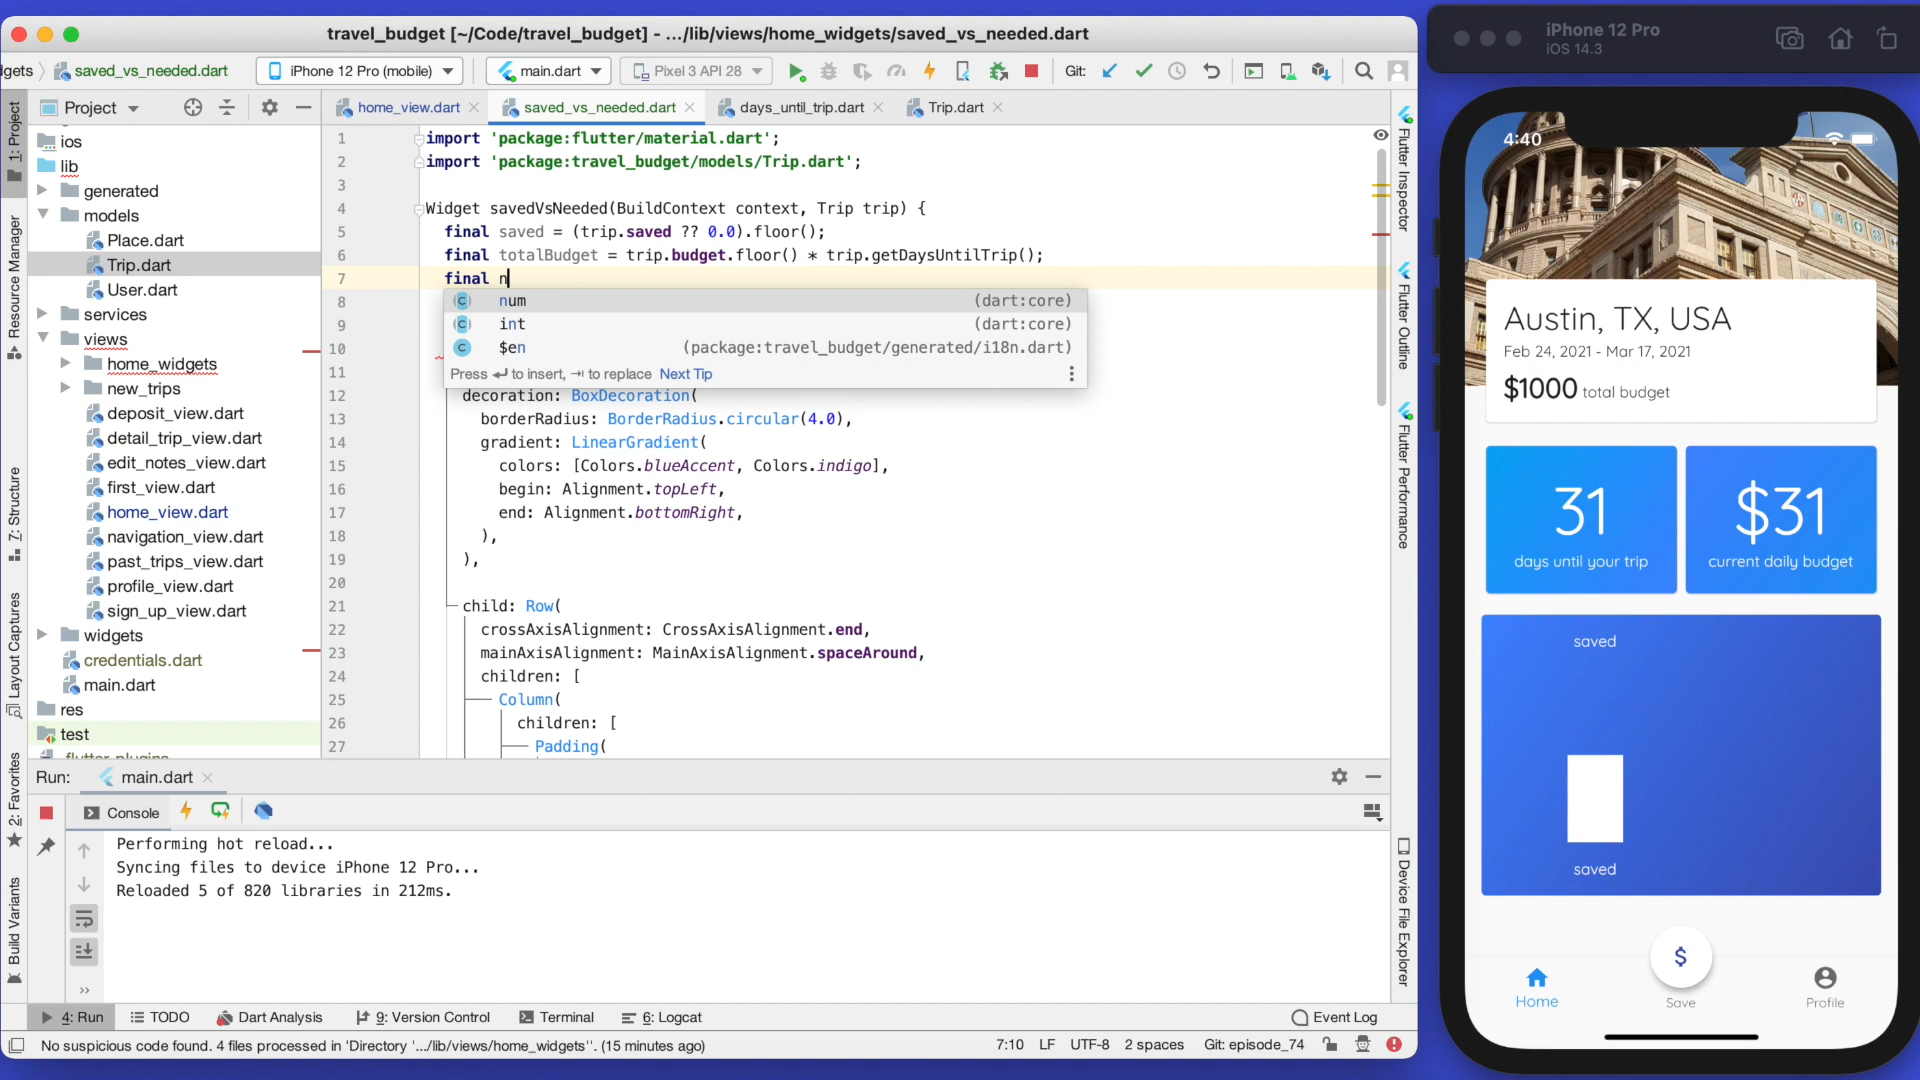 travel_budget [~/Code/travel_budget] - .../lib/views/home_widgets/saved_vs_needed.dart
dgets
saved_vs_needed.dart
iPhone 12 Pro (mobile)
main.dart
Pixel 3 API 28
Git:
1: Project
Resource Manager
7: Structure
Layout Captures
2: Favorites
Build Variants
Project
ios
lib
generated
models
Place.dart
Trip.dart
User.dart
services
views
home_widgets
new_trips
deposit_view.dart
detail_trip_view.dart
edit_notes_view.dart
first_view.dart
home_view.dart
navigation_view.dart
past_trips_view.dart
profile_view.dart
sign_up_view.dart
widgets
credentials.dart
main.dart
res
test
home_view.dart
saved_vs_needed.dart
days_until_trip.dart
Trip.dart
1 import 'package:flutter/material.dart';
2 import 'package:travel_budget/models/Trip.dart';
3
4 Widget savedVsNeeded(BuildContext context, Trip trip) {
5 final saved = (trip.saved ?? 0.0).floor();
6 final totalBudget = trip.budget.floor() * trip.getDaysUntilTrip();
7 final n
num (dart:core)
int (dart:core)
$en (package:travel_budget/generated/i18n.dart)
Press ↵ to insert, ⇥ to replace Next Tip
8
9
10
11
12 decoration: BoxDecoration(
13 borderRadius: BorderRadius.circular(4.0),
14 gradient: LinearGradient(
15 colors: [Colors.blueAccent, Colors.indigo],
16 begin: Alignment.topLeft,
17 end: Alignment.bottomRight,
18 ),
19 ),
20
21 child: Row(
22 crossAxisAlignment: CrossAxisAlignment.end,
23 mainAxisAlignment: MainAxisAlignment.spaceAround,
24 children: [
25 Column(
26 children: [
27 Padding(
Flutter Inspector
Flutter Outline
Flutter Performance
Device File Explorer
Run:
main.dart
Console
Performing hot reload...
Syncing files to device iPhone 12 Pro...
Reloaded 5 of 820 libraries in 212ms.
4: Run
TODO
Dart Analysis
9: Version Control
Terminal
6: Logcat
Event Log
No suspicious code found. 4 files processed in 'Directory '.../lib/views/home_widgets''. (15 minutes ago)
7:10
LF
UTF-8
2 spaces
Git: episode_74
iPhone 12 Pro
iOS 14.3
4:40
Austin, TX, USA
Feb 24, 2021 - Mar 17, 2021
$1000 total budget
31
days until your trip
$31
current daily budget
saved
saved
$
Home
Save
Profile